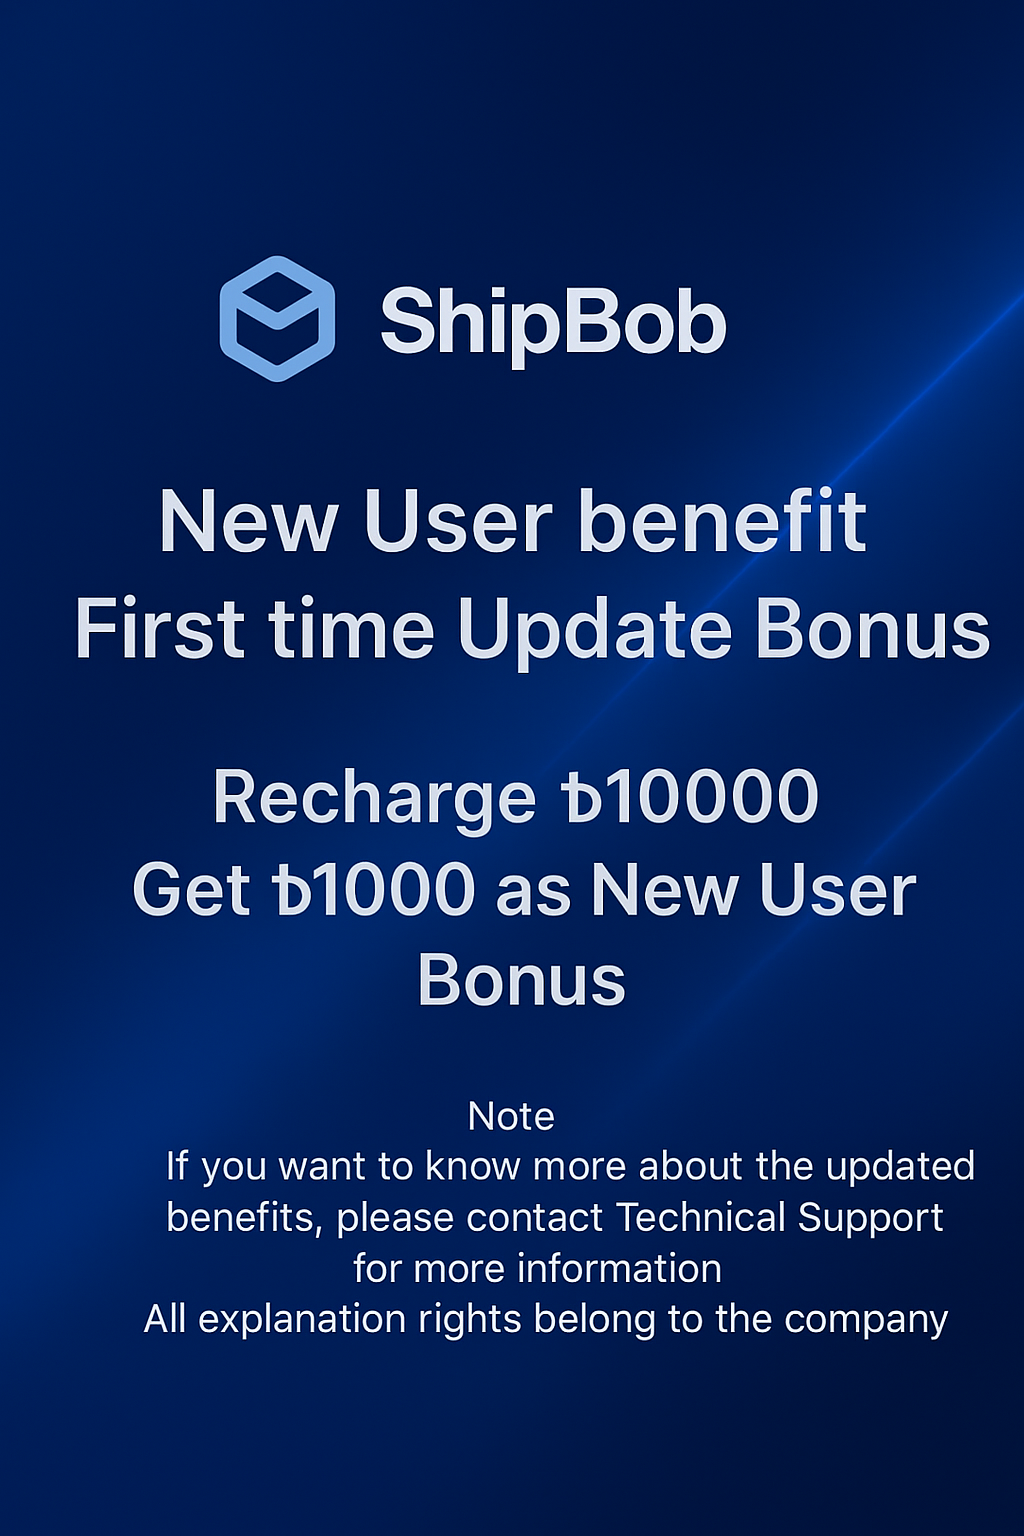 ShipBob
New User benefit
First time Update Bonus
Recharge ƀ10000
Get ƀ1000 as New User
Bonus
Note
If you want to know more about the updated
benefits, please contact Technical Support
for more information
All explanation rights belong to the company